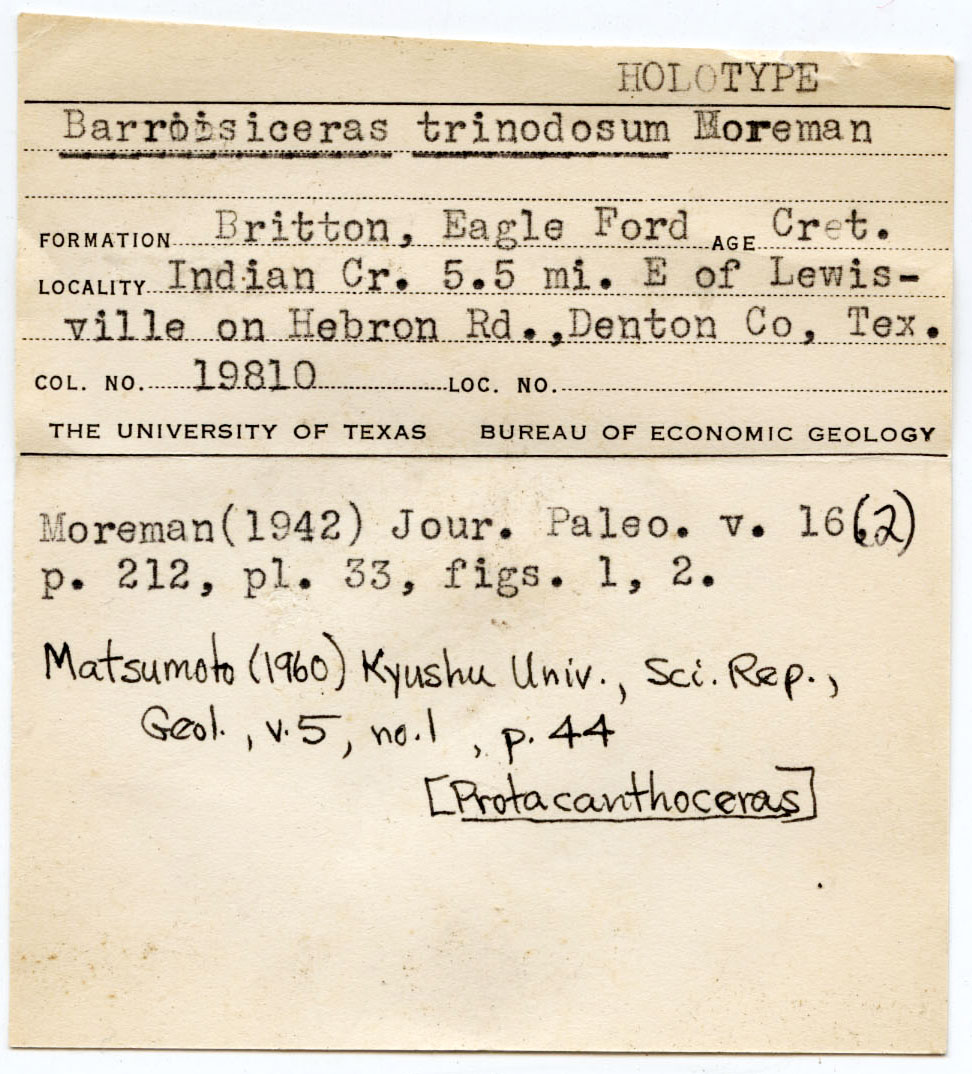 HOLOTYPE
Barroisiceras trinodosum Moreman
FORMATION Britton, Eagle Ford AGE Cret.
LOCALITY Indian Cr. 5.5 mi. E of Lewis-
ville on Hebron Rd.,Denton Co, Tex.
COL. NO. 19810 LOC. NO.
THE UNIVERSITY OF TEXAS BUREAU OF ECONOMIC GEOLOGY
Moreman(1942) Jour. Paleo. v. 16(2)
p. 212, pl. 33, figs. 1, 2.
Matsumoto (1960) Kyushu Univ., Sci. Rep.,
Geol., v. 5, no. 1, p. 44
[Protacanthoceras]